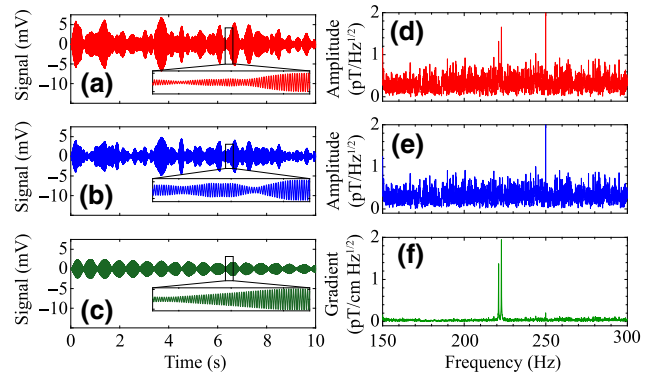 Signal (mV)
5
0
−5
−10
(a)
Signal (mV)
5
0
−5
−10
(b)
Signal (mV)
5
0
−5
−10
(c)
0 2 4 6 8 10
Time (s)
Amplitude
(pT/Hz1/2)
2
1
0
(d)
Amplitude
(pT/Hz1/2)
2
1
0
(e)
Gradient
(pT/cm Hz1/2)
2
1
0
(f)
150 200 250 300
Frequency (Hz)